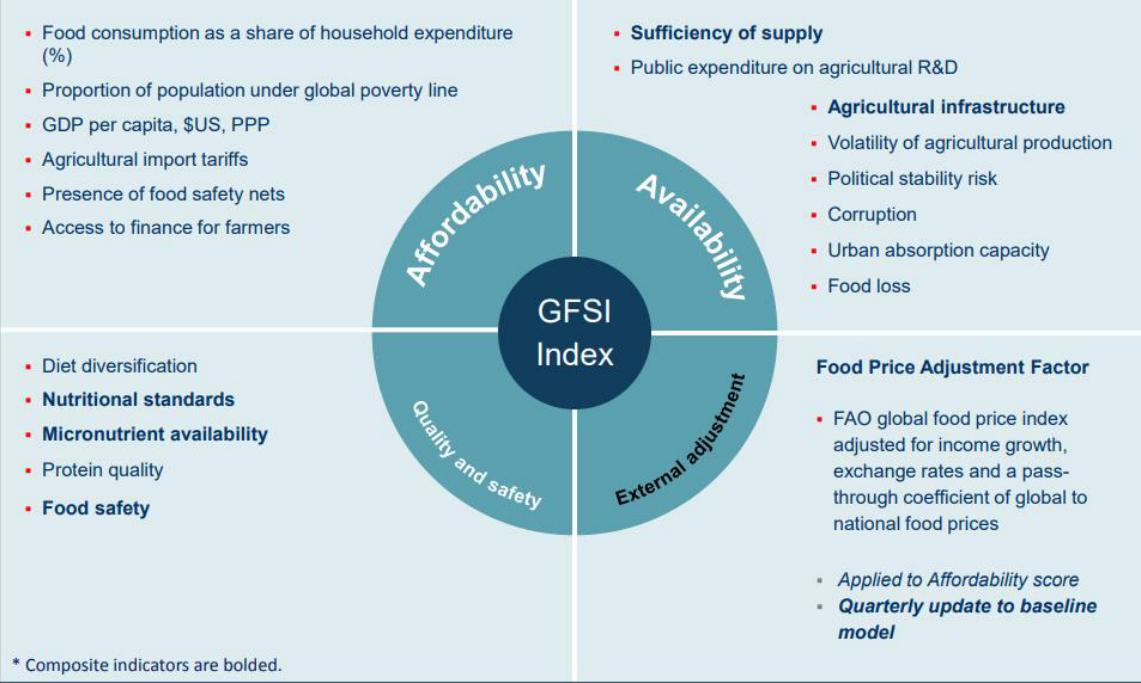 ▪ Food consumption as a share of household expenditure
(%)
▪ Proportion of population under global poverty line
▪ GDP per capita, $US, PPP
▪ Agricultural import tariffs
▪ Presence of food safety nets
▪ Access to finance for farmers
Affordability
▪ Sufficiency of supply
▪ Public expenditure on agricultural R&D
▪ Agricultural infrastructure
▪ Volatility of agricultural production
▪ Political stability risk
▪ Corruption
▪ Urban absorption capacity
▪ Food loss
Availability
GFSI
Index
▪ Diet diversification
▪ Nutritional standards
▪ Micronutrient availability
▪ Protein quality
▪ Food safety
Quality and safety
External adjustment
Food Price Adjustment Factor
▪ FAO global food price index
adjusted for income growth,
exchange rates and a pass-
through coefficient of global to
national food prices
▪ Applied to Affordability score
▪ Quarterly update to baseline
model
* Composite indicators are bolded.